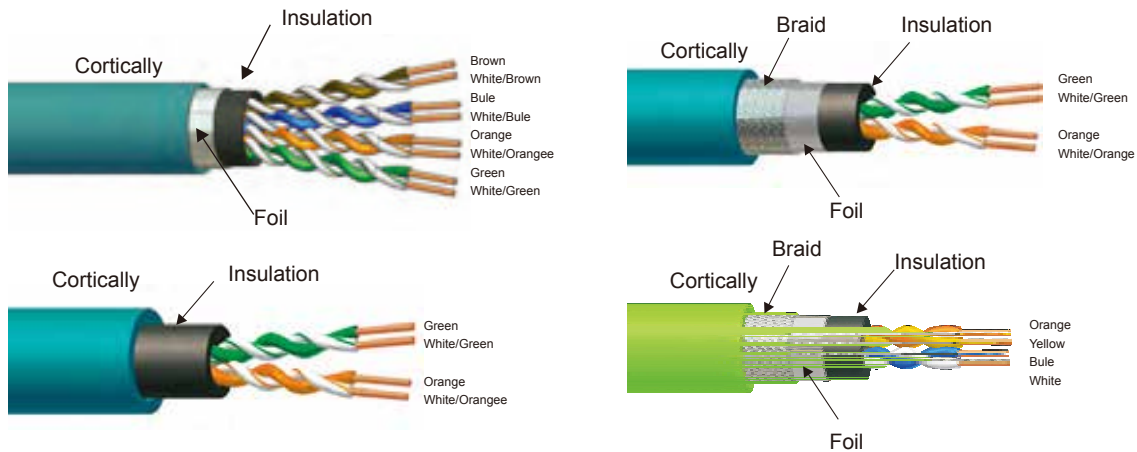 Insulation
Cortically
Brown
White/Brown
Bule
White/Bule
Orange
White/Orangee
Green
White/Green
Foil
Braid
Insulation
Cortically
Green
White/Green
Orange
White/Orange
Foil
Insulation
Cortically
Green
White/Green
Orange
White/Orangee
Braid
Insulation
Cortically
Orange
Yellow
Bule
White
Foil